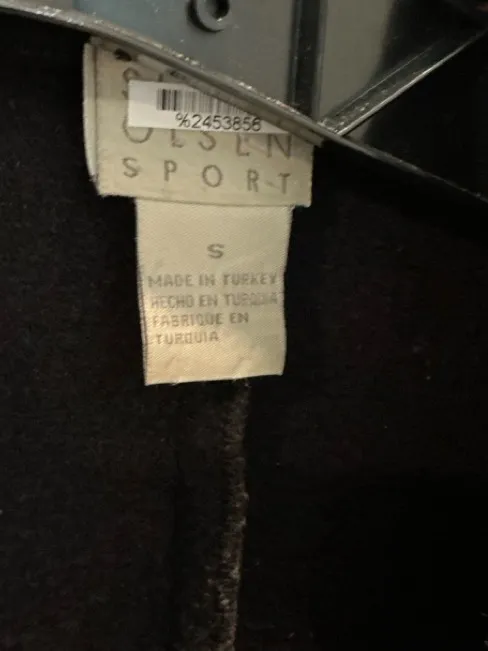 %2453856
OLSEN
SPORT
S
MADE IN TURKEY
HECHO EN TURQUIA
FABRIQUE EN
TURQUIA